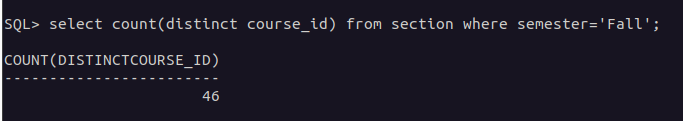 SQL> select count(distinct course_id) from section where semester='Fall';
COUNT(DISTINCTCOURSE_ID)
------------------------
46